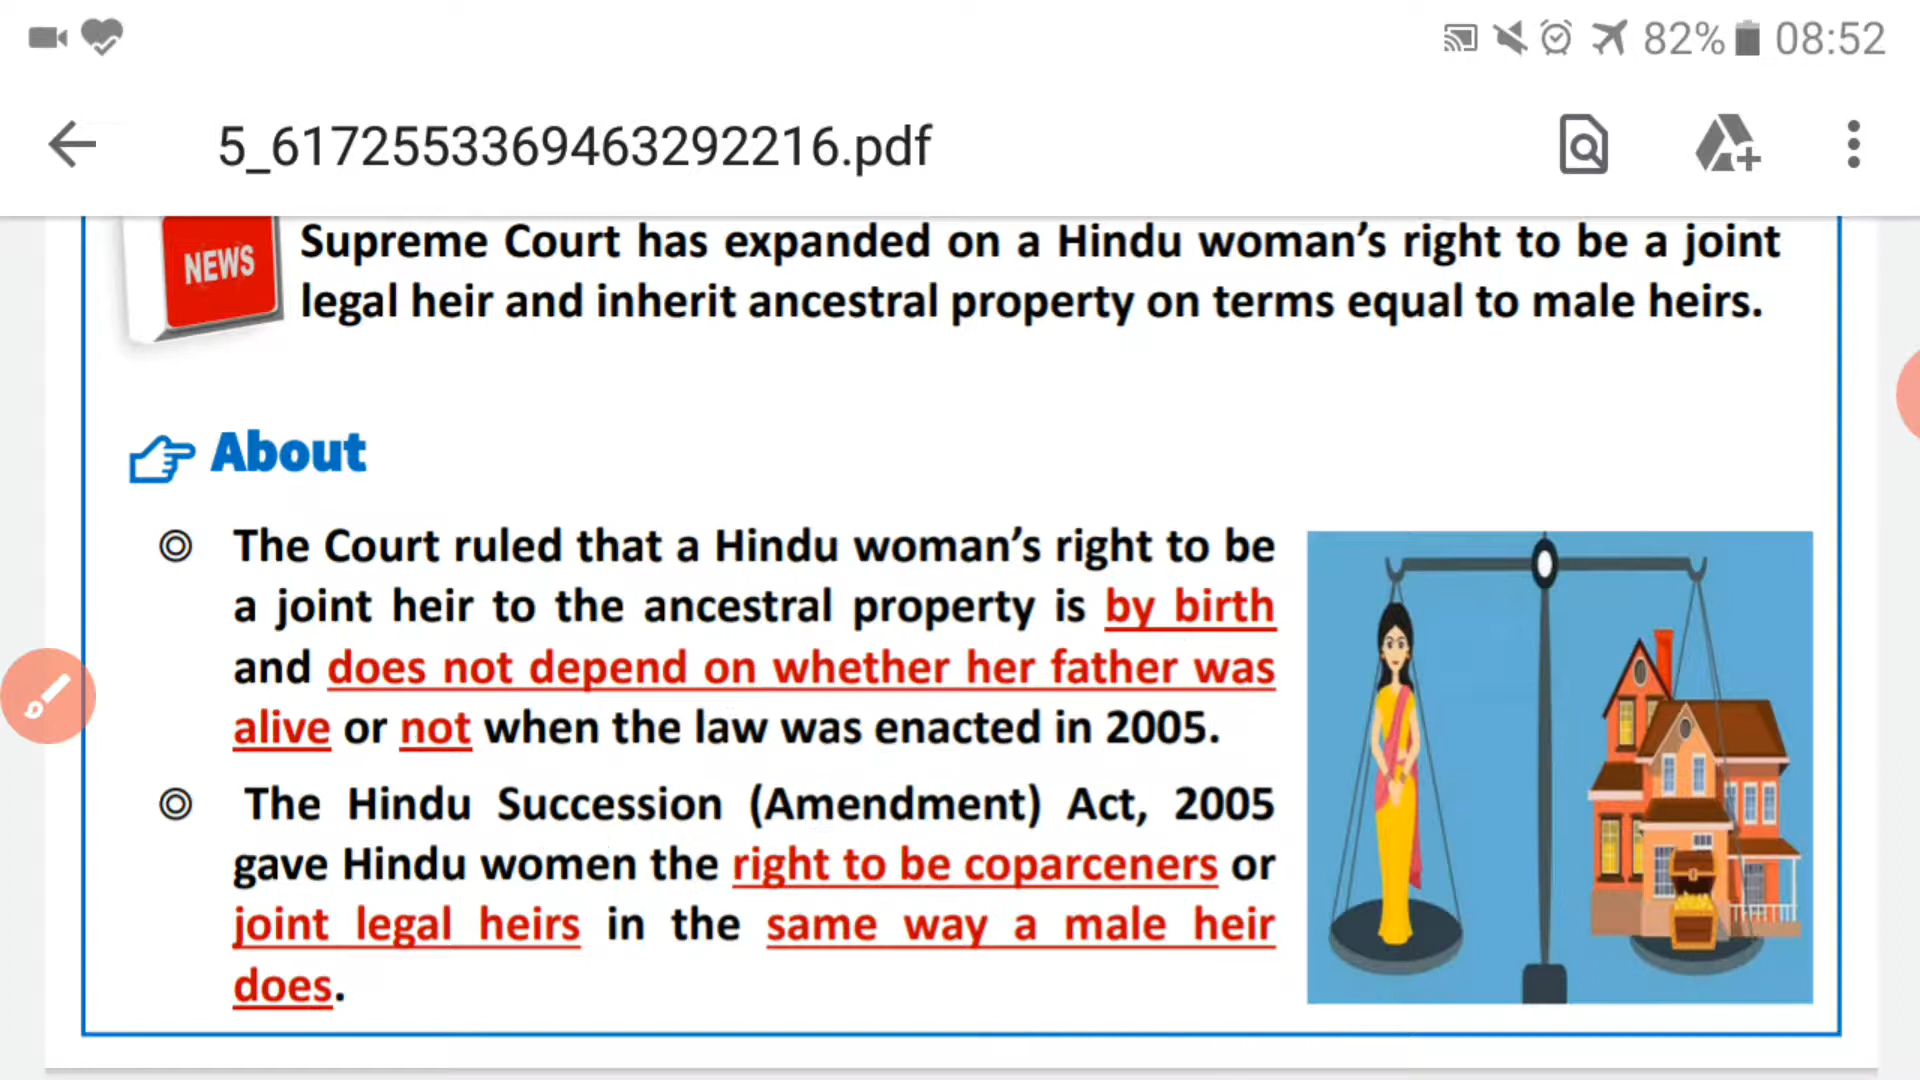 82% 08:52
5_6172553369463292216.pdf
NEWS
Supreme Court has expanded on a Hindu woman's right to be a joint
legal heir and inherit ancestral property on terms equal to male heirs.
About
◎ The Court ruled that a Hindu woman's right to be
a joint heir to the ancestral property is by birth
and does not depend on whether her father was
alive or not when the law was enacted in 2005.
◎ The Hindu Succession (Amendment) Act, 2005
gave Hindu women the right to be coparceners or
joint legal heirs in the same way a male heir
does.